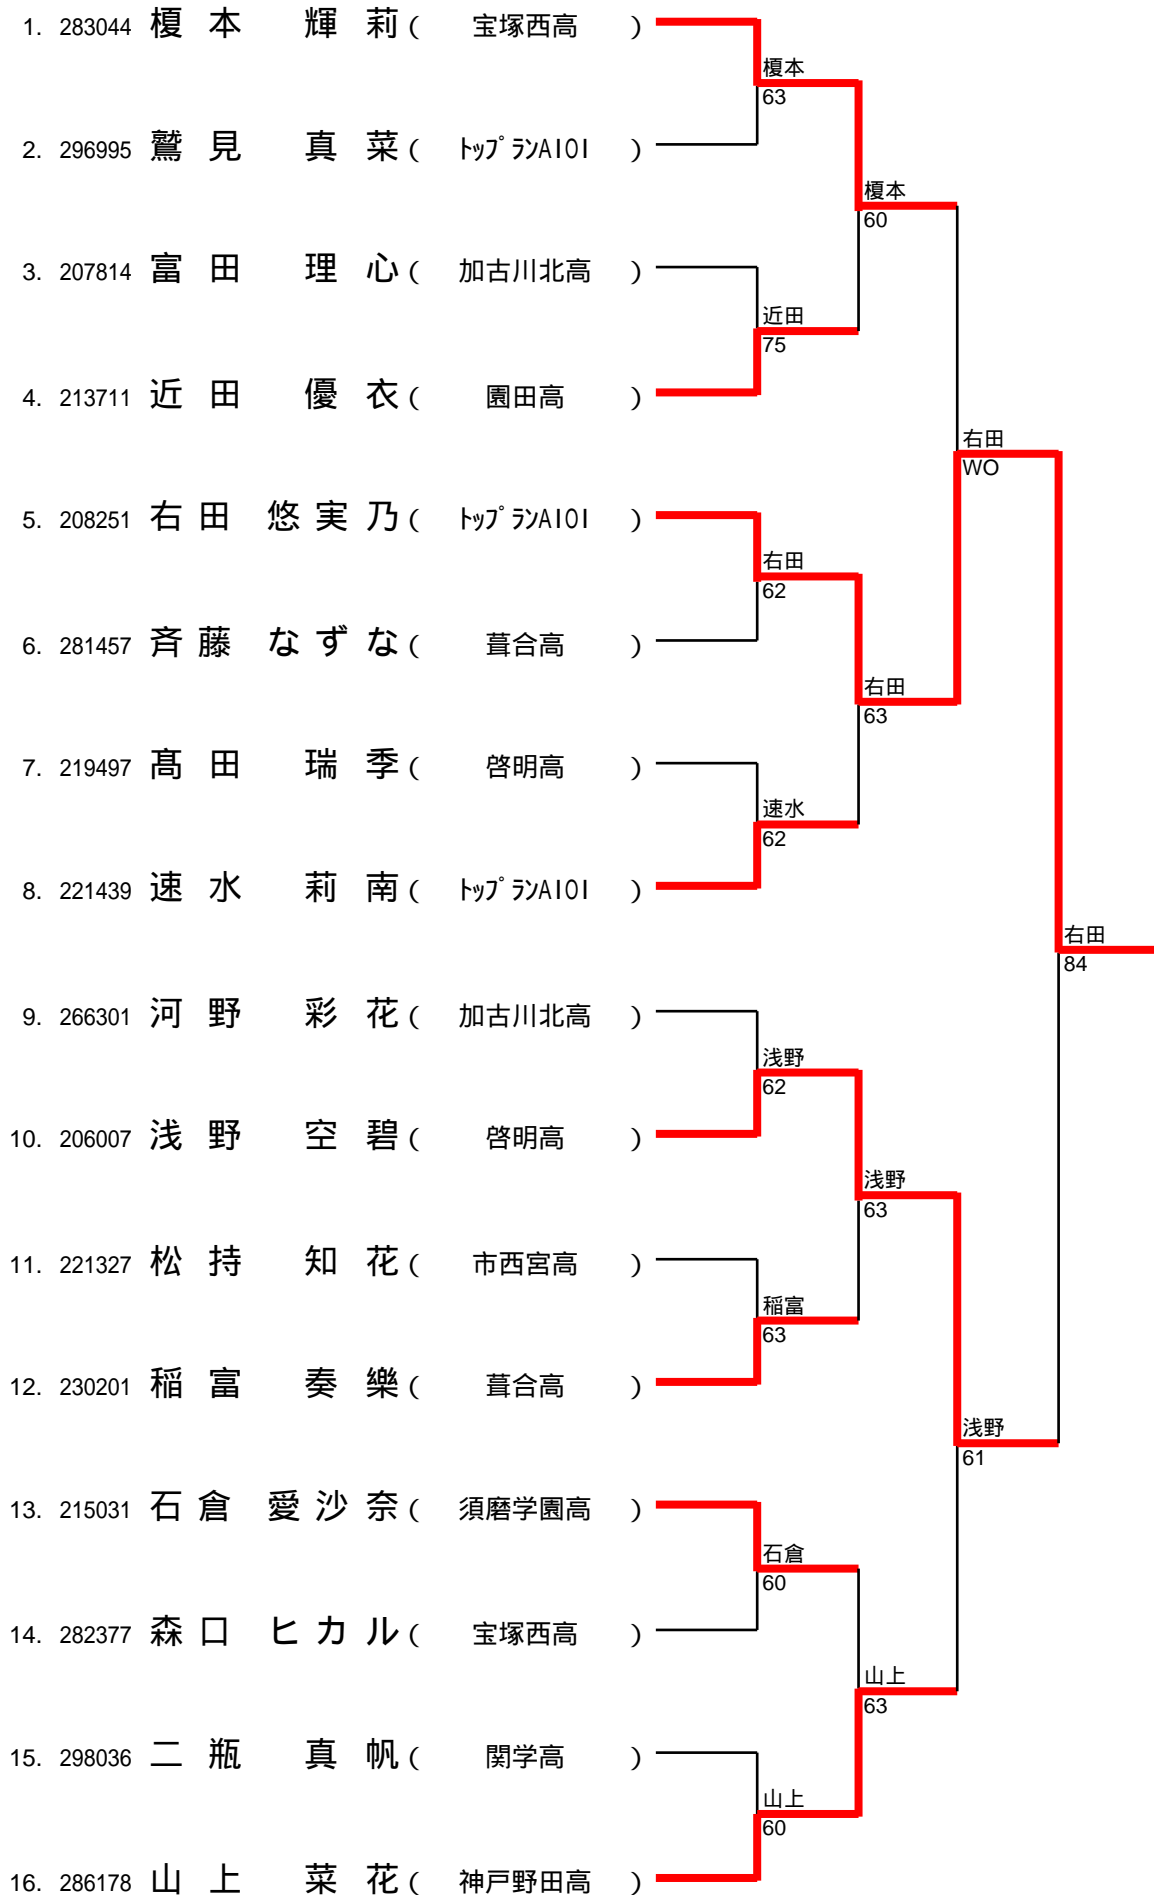 1. 283044 榎 本 輝 莉 ( 宝塚西高 )
榎本
63
2. 296995 鷲 見 真 菜 ( ﾄｯﾌﾟﾗﾝAIOI )
榎本
60
3. 207814 富 田 理 心 ( 加古川北高 )
近田
75
4. 213711 近 田 優 衣 ( 園田高 )
右田
WO
5. 208251 右 田 悠 実 乃 ( ﾄｯﾌﾟﾗﾝAIOI )
右田
62
6. 281457 斉 藤 な ず な ( 葺合高 )
右田
63
7. 219497 髙 田 瑞 季 ( 啓明高 )
速水
62
8. 221439 速 水 莉 南 ( ﾄｯﾌﾟﾗﾝAIOI )
右田
84
9. 266301 河 野 彩 花 ( 加古川北高 )
浅野
62
10. 206007 浅 野 空 碧 ( 啓明高 )
浅野
63
11. 221327 松 持 知 花 ( 市西宮高 )
稲富
63
12. 230201 稲 富 奏 樂 ( 葺合高 )
浅野
61
13. 215031 石 倉 愛 沙 奈 ( 須磨学園高 )
石倉
60
14. 282377 森 口 ヒ カ ル ( 宝塚西高 )
山上
63
15. 298036 二 瓶 真 帆 ( 関学高 )
山上
60
16. 286178 山 上 菜 花 ( 神戸野田高 )